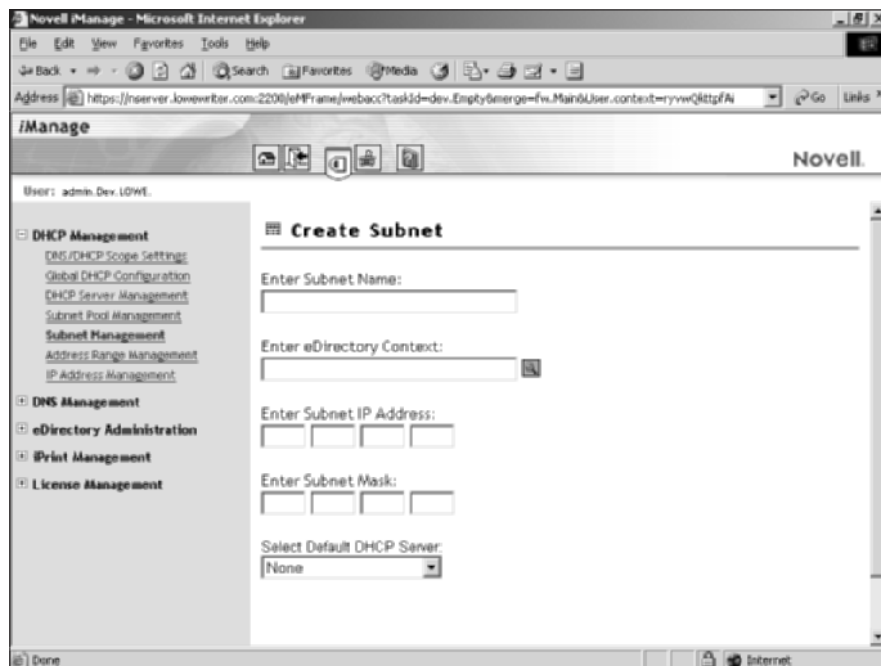 Novell iManage - Microsoft Internet Explorer
File Edit View Favorites Tools Help
Back Search Favorites Media
Address https://nserver.lowewriter.com:2200/eMFrame/webacc?taskId=dev.Empty&merge=fw.Main&User.context= Go Links
iManage
Novell.
User: admin.Dev.LOWE.
DHCP Management
DNS/DHCP Scope Settings
Global DHCP Configuration
DHCP Server Management
Subnet Pool Management
Subnet Management
Address Range Management
IP Address Management
DNS Management
eDirectory Administration
iPrint Management
License Management
Create Subnet
Enter Subnet Name:
Enter eDirectory Context:
Enter Subnet IP Address:
Enter Subnet Mask:
Select Default DHCP Server:
None
Done Internet